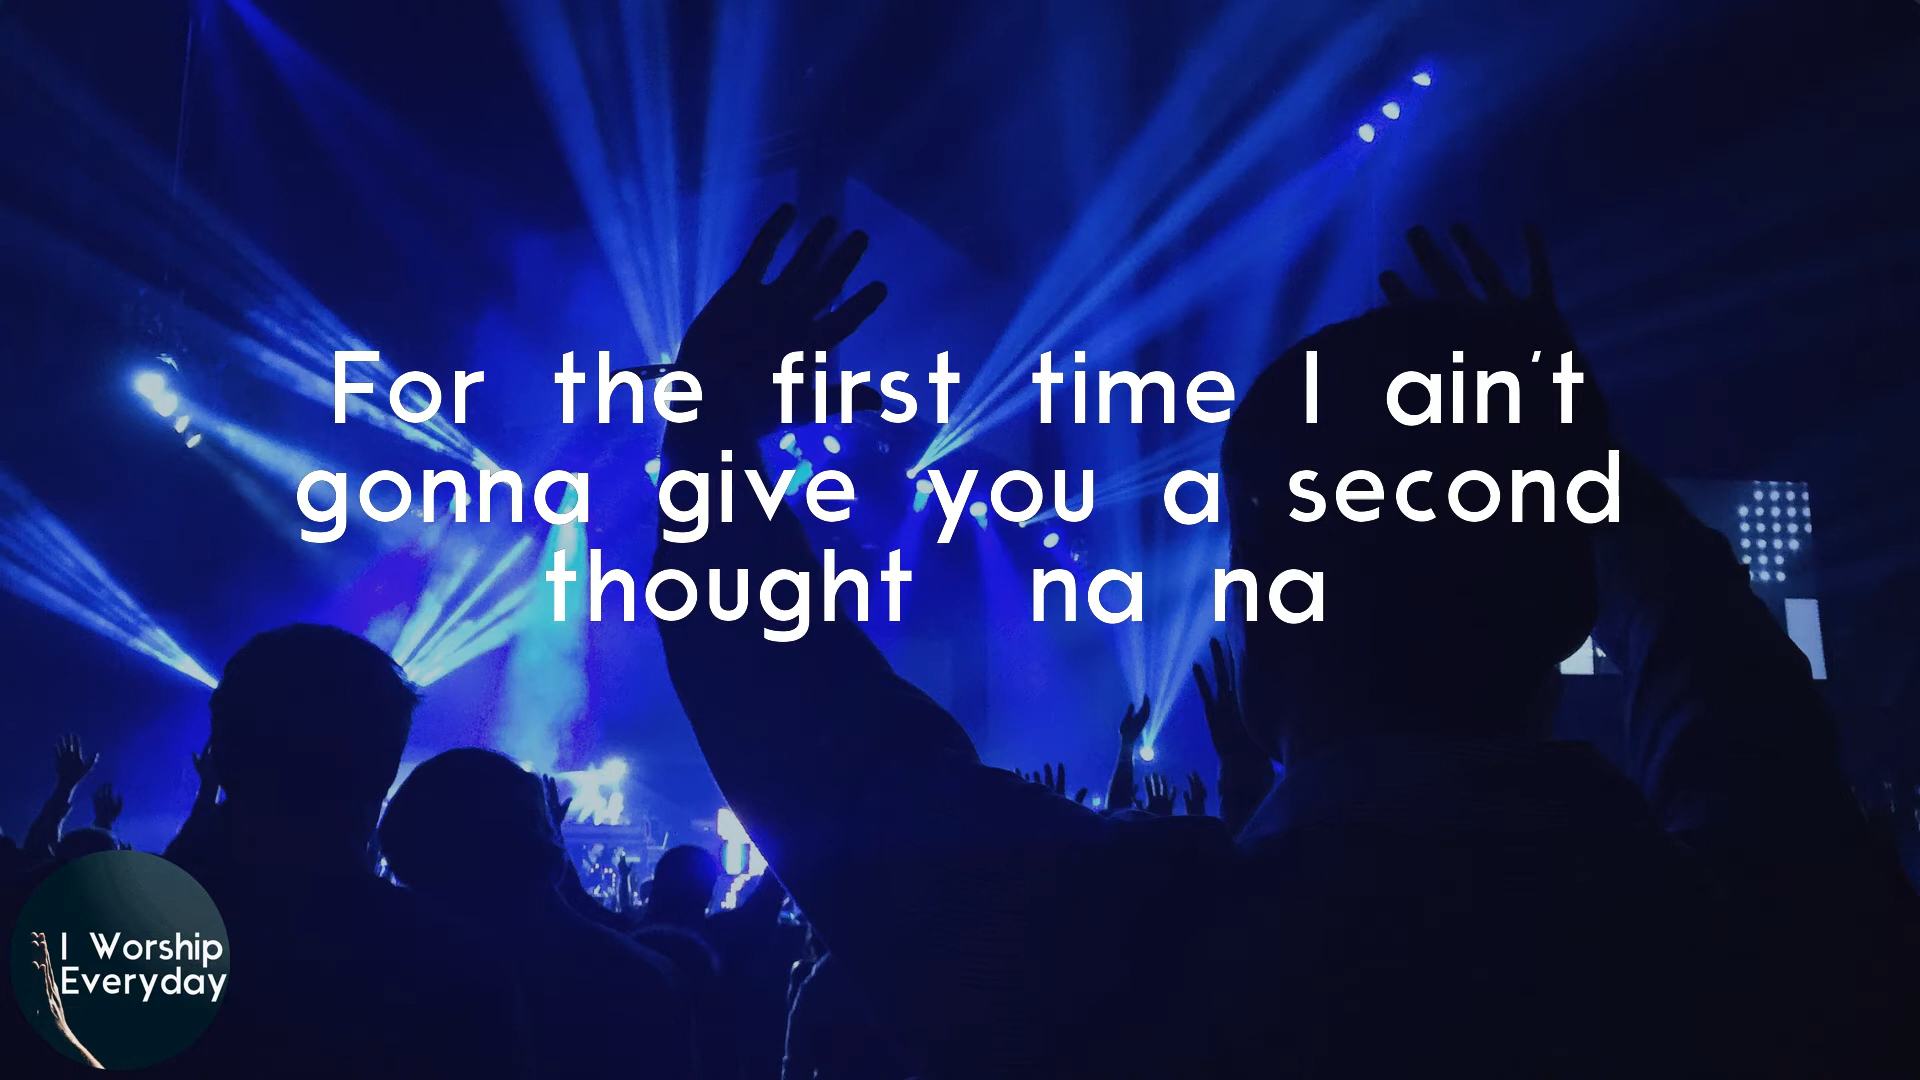 For the first time I ain't
gonna give you a second
thought na na
I Worship
Everyday